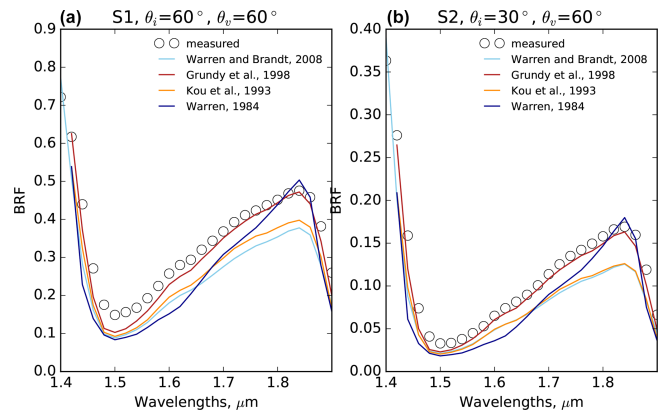 (a) S1, θi=60°, θv=60°
measured
Warren and Brandt, 2008
Grundy et al., 1998
Kou et al., 1993
Warren, 1984
BRF
0.9
0.8
0.7
0.6
0.5
0.4
0.3
0.2
0.1
0.0
1.4 1.5 1.6 1.7 1.8
Wavelengths, μm
(b) S2, θi=30°, θv=60°
measured
Warren and Brandt, 2008
Grundy et al., 1998
Kou et al., 1993
Warren, 1984
BRF
0.40
0.35
0.30
0.25
0.20
0.15
0.10
0.05
0.00
1.4 1.5 1.6 1.7 1.8
Wavelengths, μm